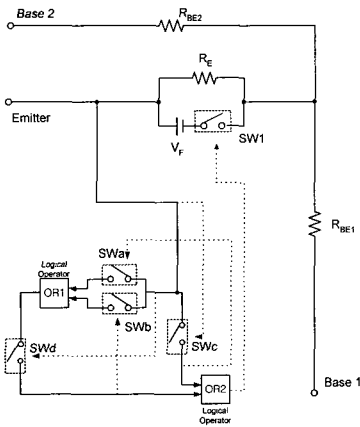 Base 2
R_BE2
R_E
Emitter
V_F
SW1
R_BE1
SWa
Logical
Operator
OR1
SWb
SWd
SWc
OR2
Logical
Operator
Base 1